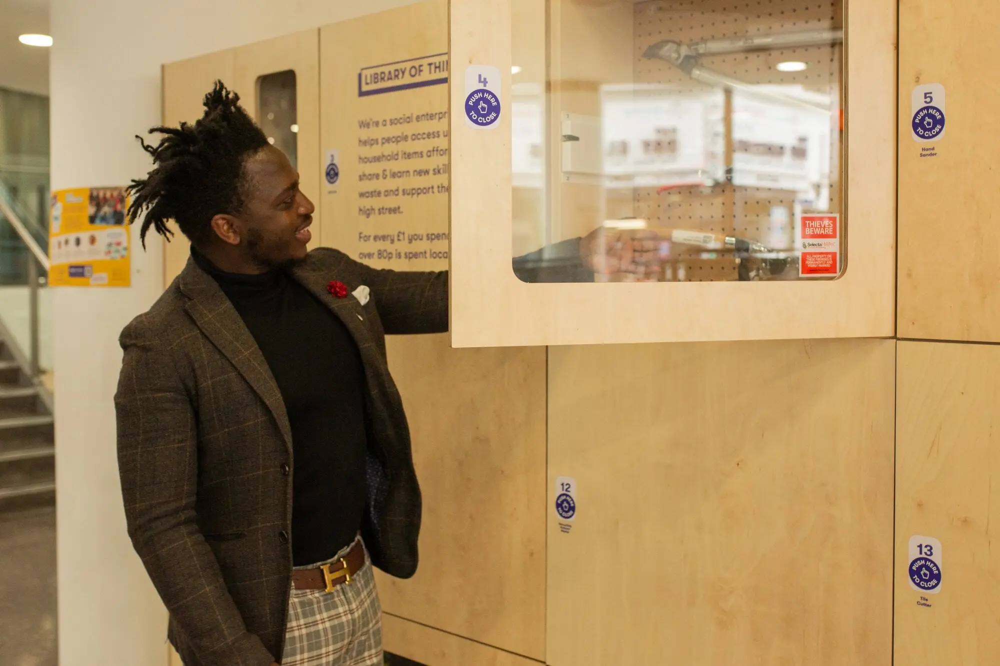 LIBRARY OF THI
We're a social enterpr
helps people access u
household items affor
share & learn new skil
waste and support the
high street.
For every £1 you spen
over 80p is spent loca
3
4
PUSH HERE
TO CLOSE
THIEVES
BEWARE
Selecta
ALL PROPERTY ON
THESE PREMISES IS
PERMANENTLY AND
VISIBLY MARKED
5
PUSH HERE
TO CLOSE
Hand
Sander
12
PUSH HERE
TO CLOSE
13
PUSH HERE
TO CLOSE
Tile
Cutter